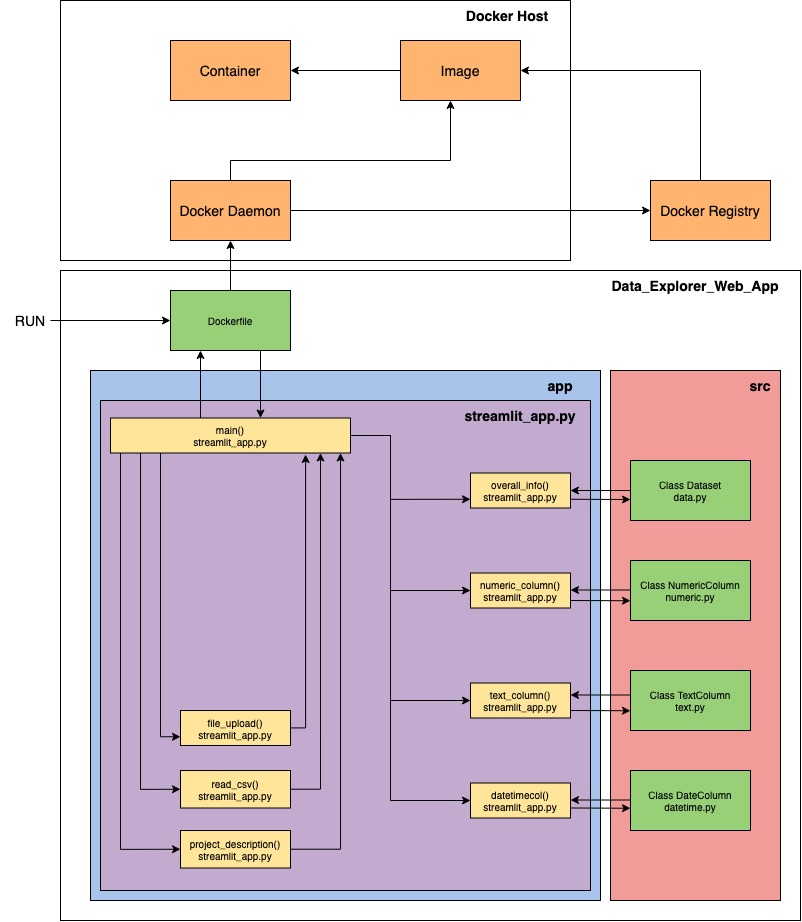 Docker Host
Container
Image
Docker Daemon
Docker Registry
Data_Explorer_Web_App
RUN
Dockerfile
app
src
streamlit_app.py
main()
streamlit_app.py
overall_info()
streamlit_app.py
Class Dataset
data.py
numeric_column()
streamlit_app.py
Class NumericColumn
numeric.py
text_column()
streamlit_app.py
Class TextColumn
text.py
file_upload()
streamlit_app.py
read_csv()
streamlit_app.py
datetimecol()
streamlit_app.py
Class DateColumn
datetime.py
project_description()
streamlit_app.py